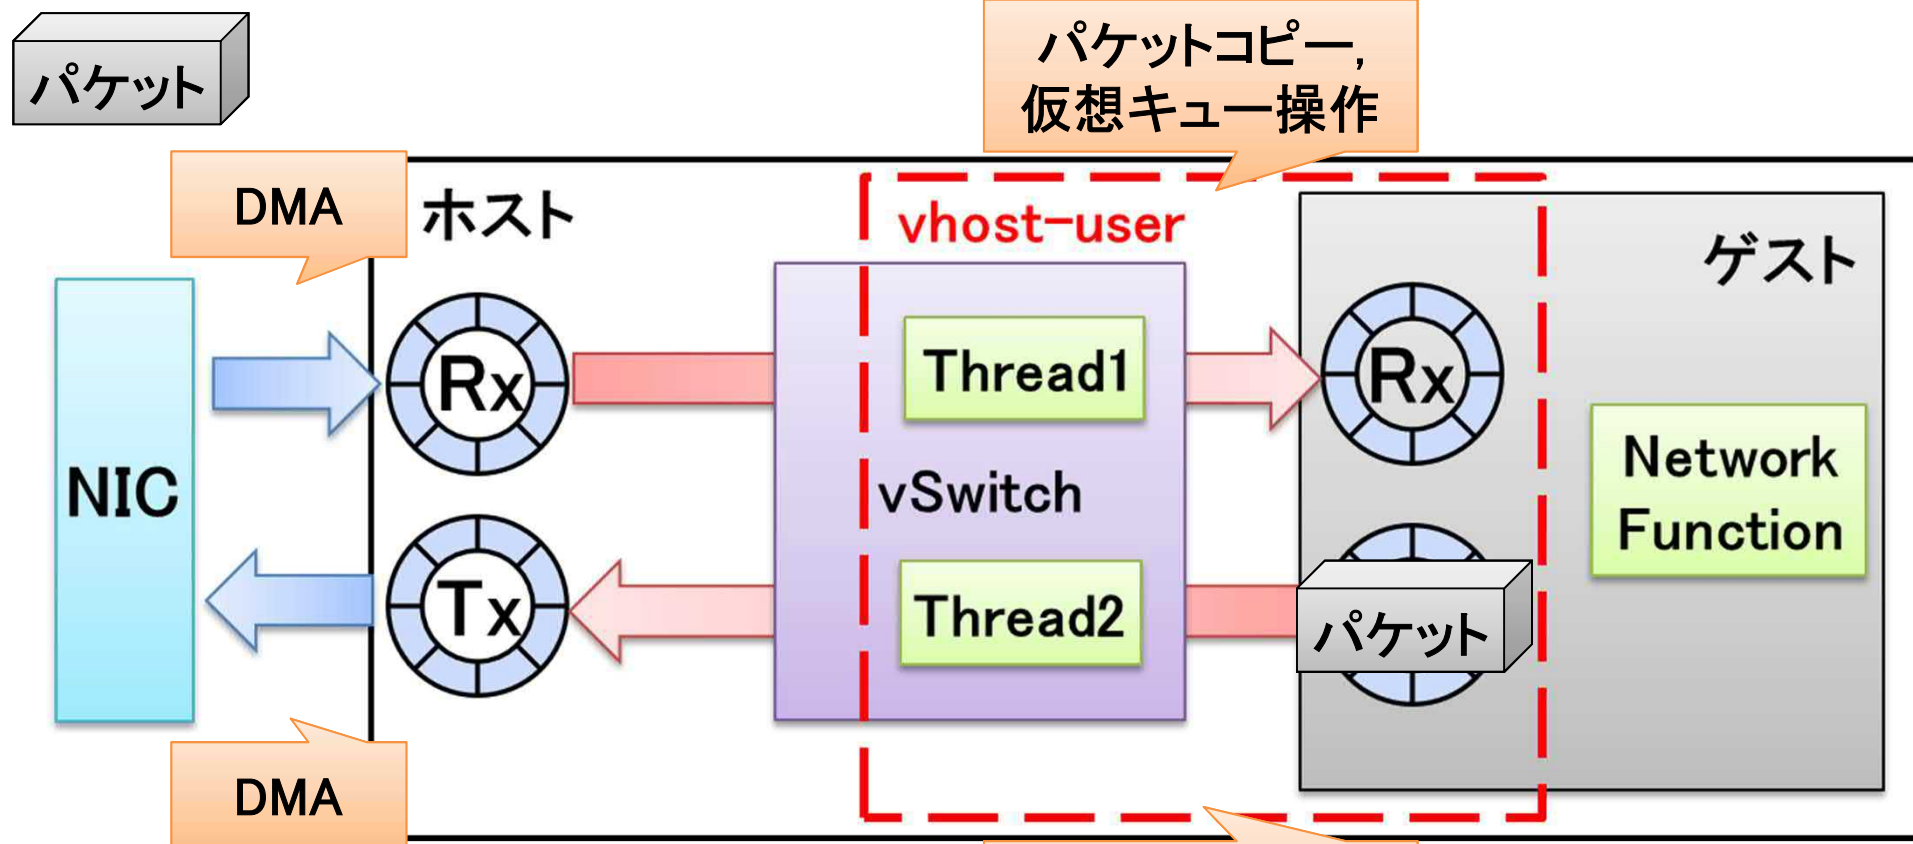 パケット
パケットコピー,
仮想キュー操作
DMA
ホスト
vhost-user
ゲスト
Rx
Thread1
Rx
NIC
vSwitch
Network
Function
Tx
Thread2
パケット
DMA